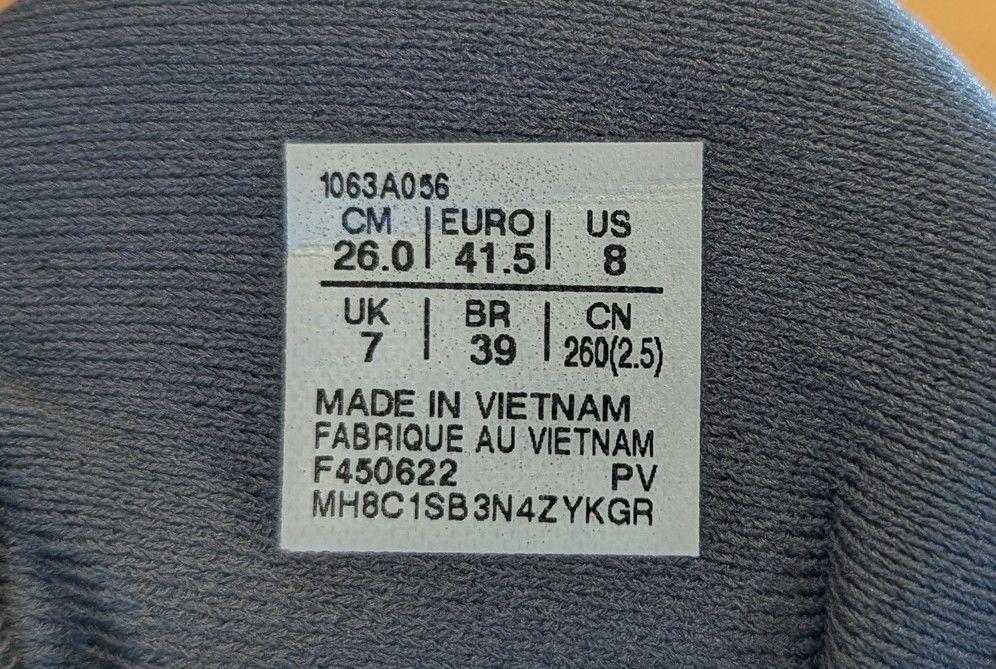 1063A056
CM | EURO | US
26.0 | 41.5 | 8
UK | BR | CN
7 | 39 | 260(2.5)
MADE IN VIETNAM
FABRIQUE AU VIETNAM
F450622 PV
MH8C1SB3N4ZYKGR